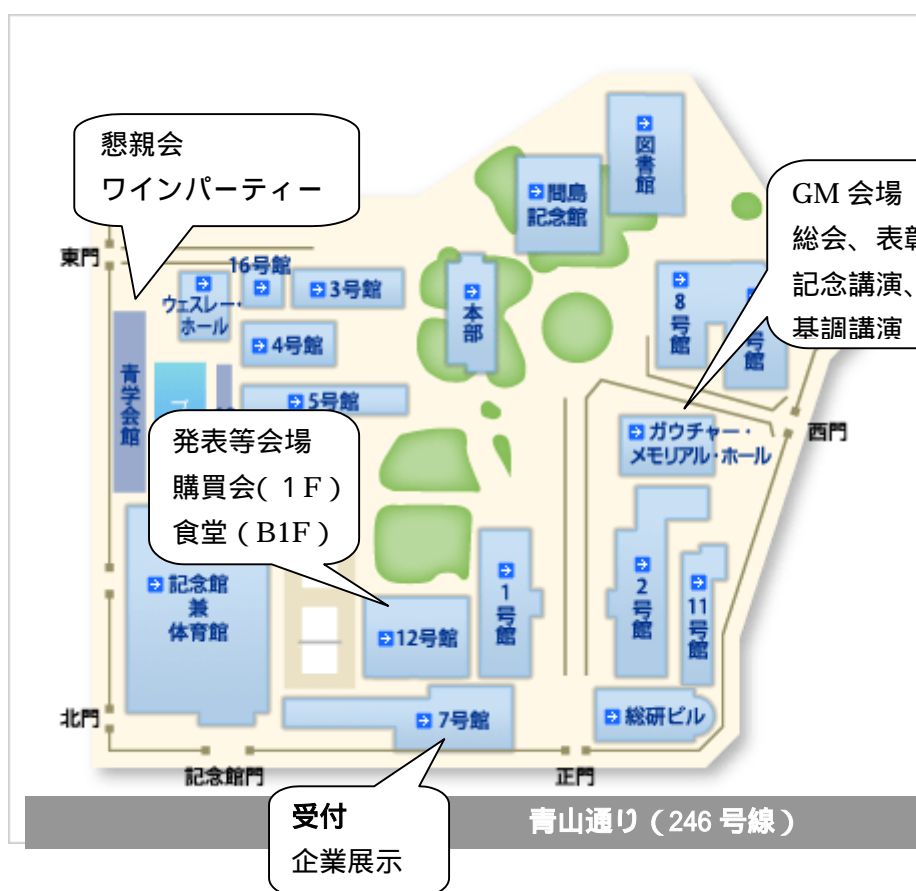 懇親会
ワインパーティー
図書館
間島
記念館
GM 会場
総会、表彰
記念講演、
基調講演
東門
16号館
3号館
ウェスレー・
ホール
本部
8号館
号館
4号館
青学会館
5号館
発表等会場
購買会(１F)
食堂（B1F）
ガウチャー・
メモリアル・ホール
西門
記念館
兼
体育館
1号館
2号館
11号館
12号館
北門
7号館
総研ビル
記念館門
正門
受付
企業展示
青山通り（246 号線）